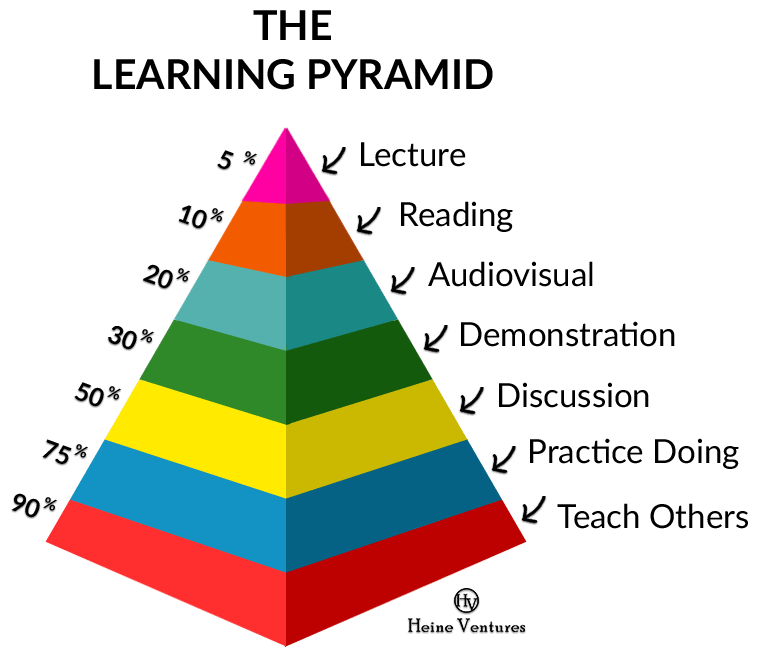 THE
LEARNING PYRAMID
5 % Lecture
10% Reading
20% Audiovisual
30% Demonstration
50% Discussion
75% Practice Doing
90% Teach Others
HV
Heine Ventures